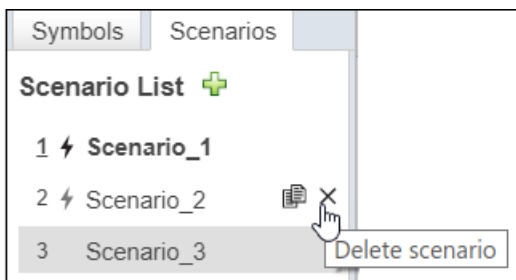 Symbols Scenarios
Scenario List
1 Scenario_1
2 Scenario_2
3 Scenario_3 Delete scenario